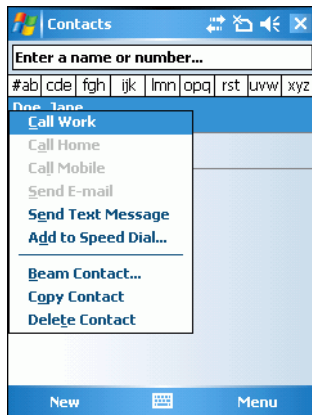 Contacts
Enter a name or number...
#ab cde fgh ijk lmn opq rst uvw xyz
Doe, Jane
Call Work
Call Home
Call Mobile
Send E-mail
Send Text Message
Add to Speed Dial...
Beam Contact...
Copy Contact
Delete Contact
New Menu